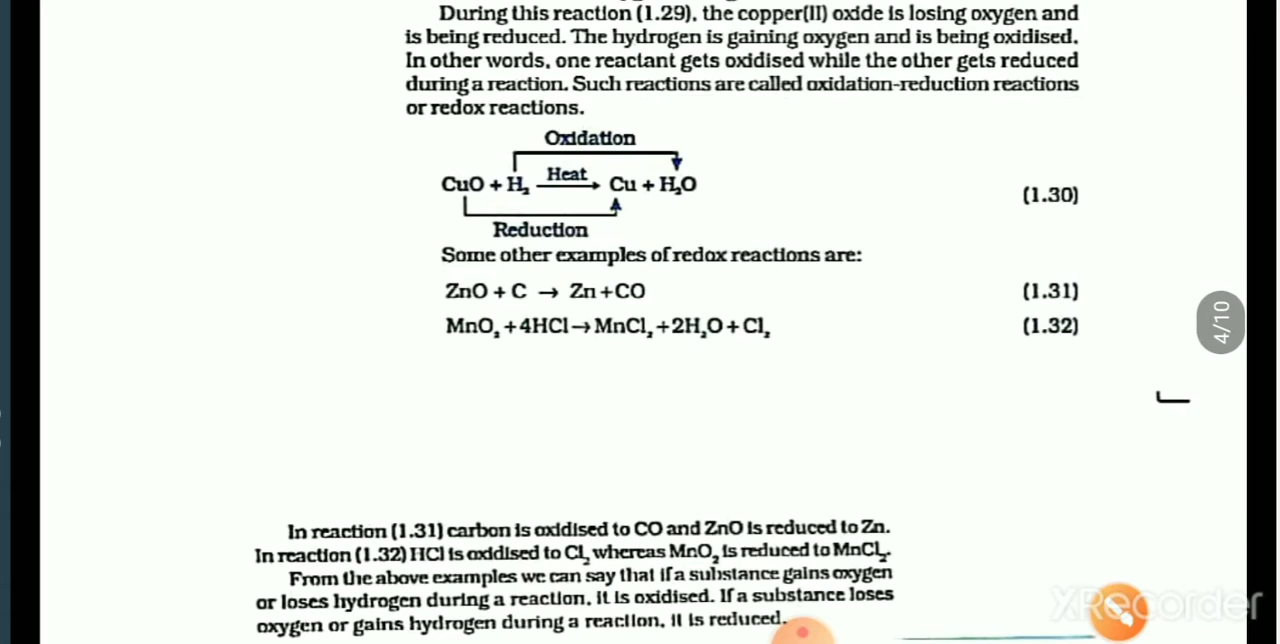 During this reaction (1.29), the copper(II) oxide is losing oxygen and
is being reduced. The hydrogen is gaining oxygen and is being oxidised.
In other words, one reactant gets oxidised while the other gets reduced
during a reaction. Such reactions are called oxidation-reduction reactions
or redox reactions.
Oxidation
Heat
CuO + H₂ → Cu + H₂O (1.30)
Reduction
Some other examples of redox reactions are:
ZnO + C → Zn + CO (1.31)
MnO₂ + 4HCl → MnCl₂ + 2H₂O + Cl₂ (1.32)
4/10
In reaction (1.31) carbon is oxidised to CO and ZnO is reduced to Zn.
In reaction (1.32) HCl is oxidised to Cl₂ whereas MnO₂ is reduced to MnCl₂.
From the above examples we can say that if a substance gains oxygen
or loses hydrogen during a reaction, it is oxidised. If a substance loses
oxygen or gains hydrogen during a reaction, it is reduced.
XRecorder